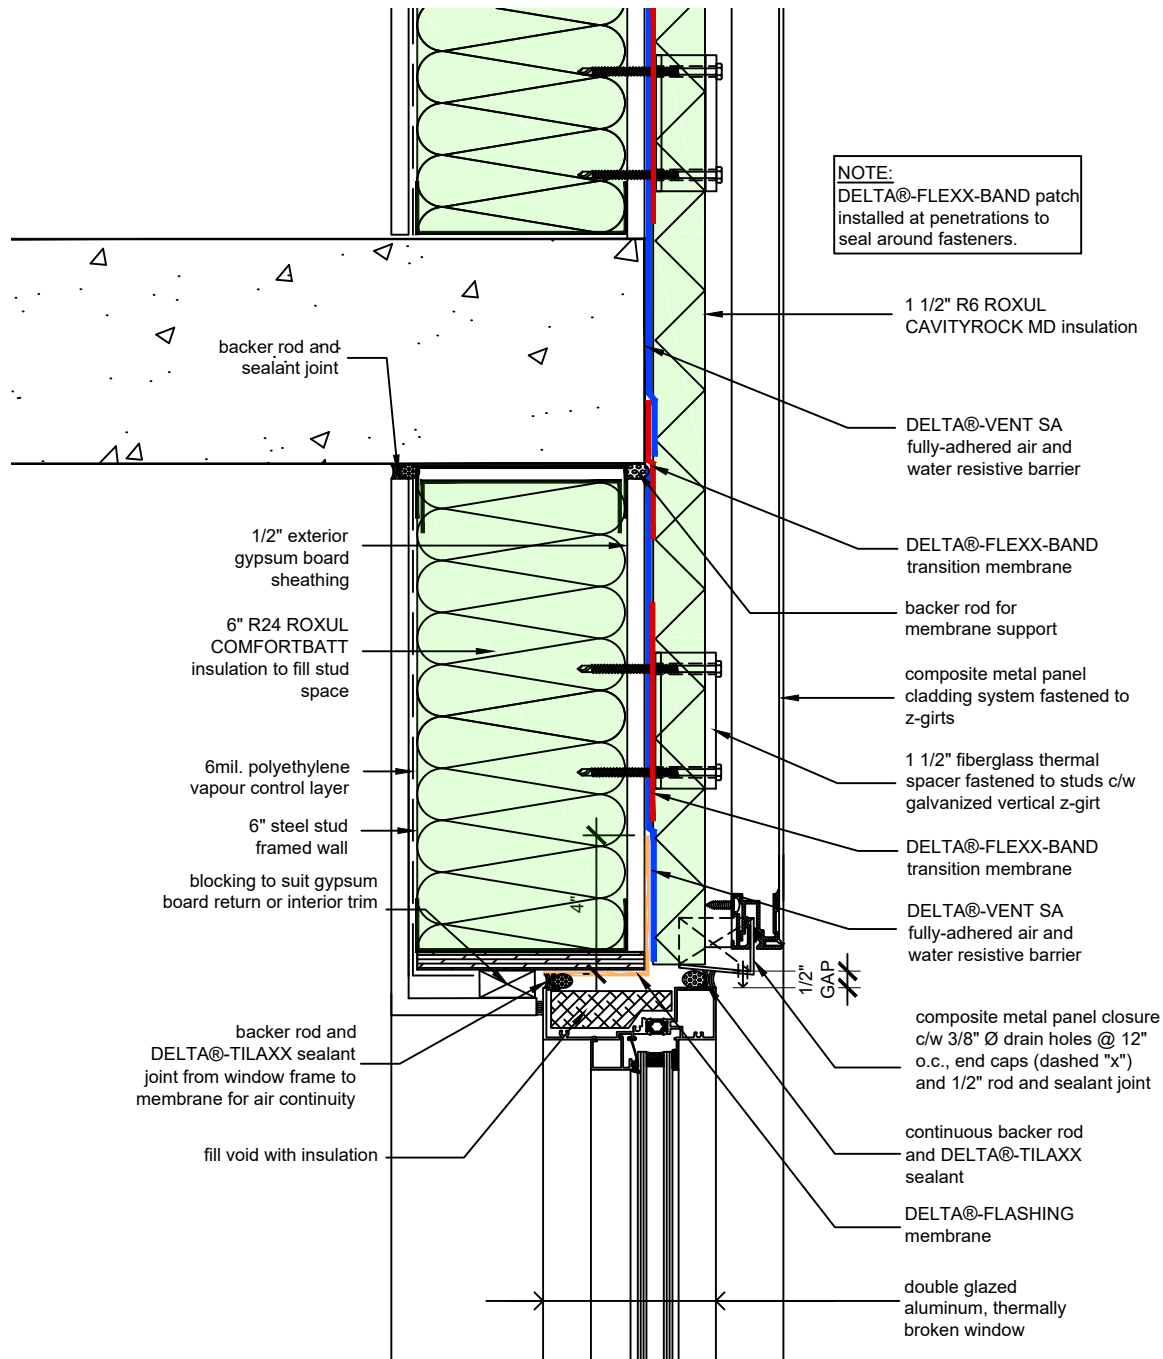 NOTE:
DELTA®-FLEXX-BAND patch
installed at penetrations to
seal around fasteners.
1 1/2" R6 ROXUL
CAVITYROCK MD insulation
backer rod and
sealant joint
DELTA®-VENT SA
fully-adhered air and
water resistive barrier
1/2" exterior
gypsum board
sheathing
DELTA®-FLEXX-BAND
transition membrane
backer rod for
membrane support
6" R24 ROXUL
COMFORTBATT
insulation to fill stud
space
composite metal panel
cladding system fastened to
z-girts
6mil. polyethylene
vapour control layer
1 1/2" fiberglass thermal
spacer fastened to studs c/w
galvanized vertical z-girt
6" steel stud
framed wall
DELTA®-FLEXX-BAND
transition membrane
blocking to suit gypsum
board return or interior trim
4"
DELTA®-VENT SA
fully-adhered air and
water resistive barrier
1/2"
GAP
backer rod and
DELTA®-TILAXX sealant
joint from window frame to
membrane for air continuity
composite metal panel closure
c/w 3/8" Ø drain holes @ 12"
o.c., end caps (dashed "x")
and 1/2" rod and sealant joint
fill void with insulation
continuous backer rod
and DELTA®-TILAXX
sealant
DELTA®-FLASHING
membrane
double glazed
aluminum, thermally
broken window